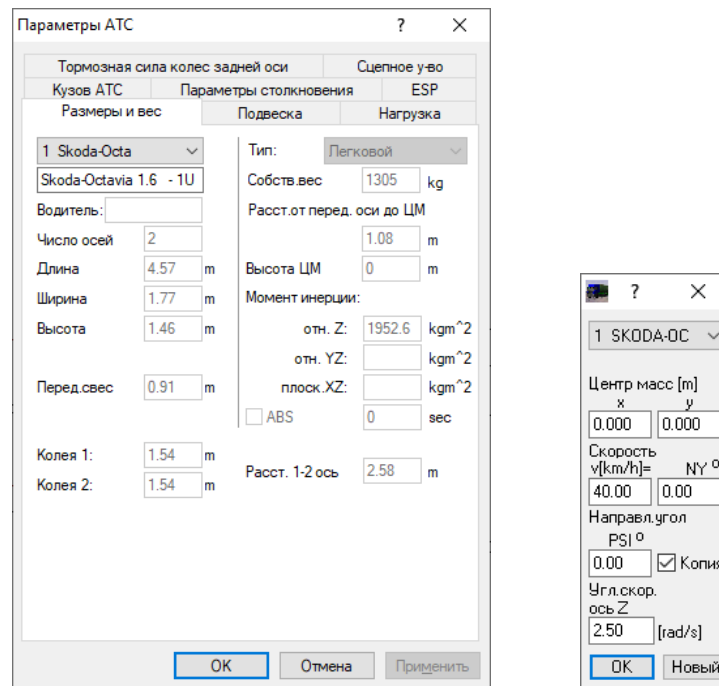 Параметры АТС ? ×
Тормозная сила колес задней оси Сцепное у-во
Кузов АТС Параметры столкновения ESP
Размеры и вес Подвеска Нагрузка
1 Skoda-Octa
Skoda-Octavia 1.6 - 1U
Водитель:
Число осей 2
Длина 4.57 m
Ширина 1.77 m
Высота 1.46 m
Перед.свес 0.91 m
Колея 1: 1.54 m
Колея 2: 1.54 m
Тип: Легковой
Собств.вес 1305 kg
Расст.от перед. оси до ЦМ
1.08 m
Высота ЦМ 0 m
Момент инерции:
отн. Z: 1952.6 kgm^2
отн. YZ: kgm^2
плоск.XZ: kgm^2
ABS 0 sec
Расст. 1-2 ось 2.58 m
OK Отмена Применить
? ×
1 SKODA-OC
Центр масс [m]
x y
0.000 0.000
Скорость
v[km/h]= NY º
40.00 0.00
Направл.угол
PSI º
0.00 Копия
Угл.скор.
ось Z
2.50 [rad/s]
OK Новый